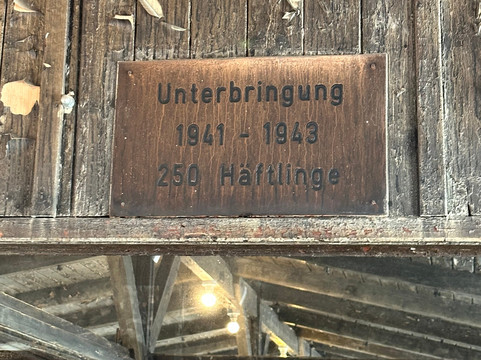 Unterbringung
1941 - 1943
250 Häftlinge